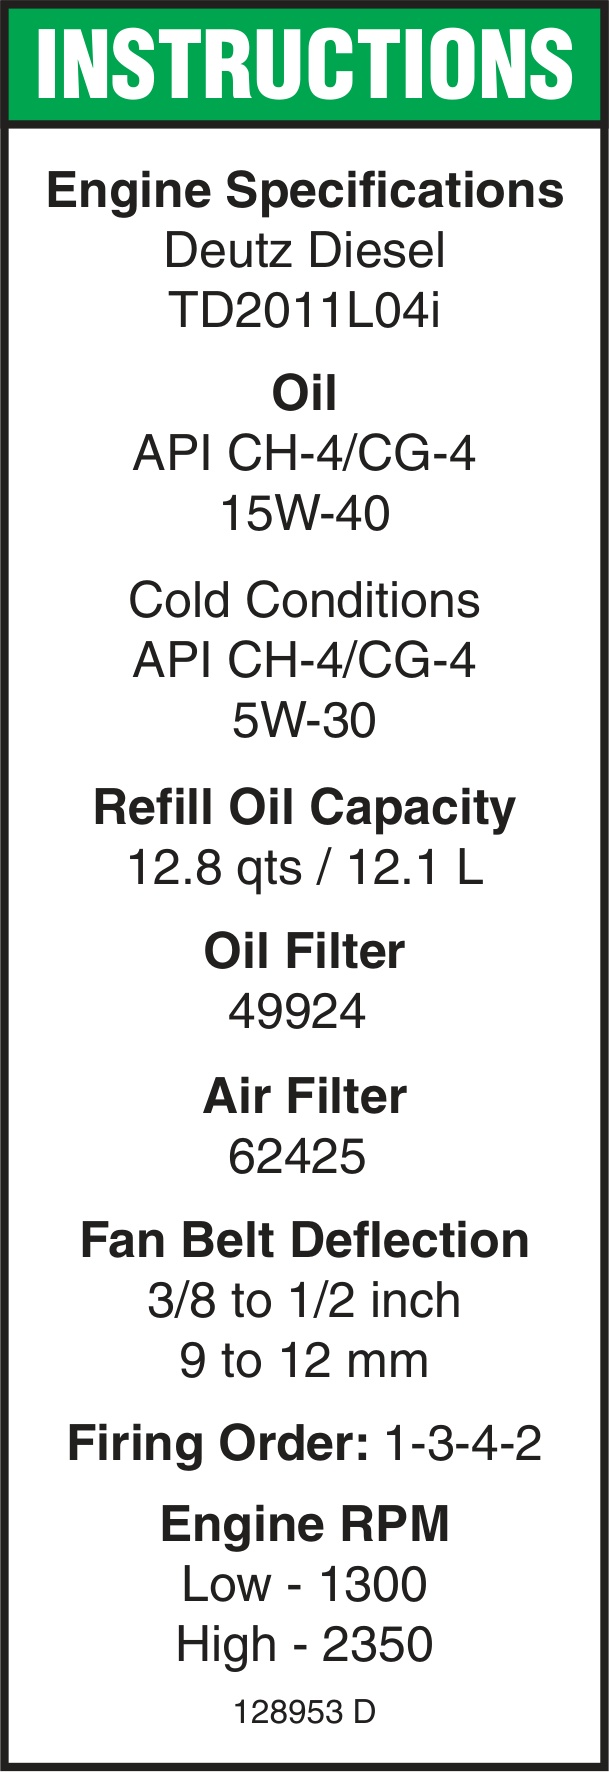 INSTRUCTIONS
Engine Specifications
Deutz Diesel
TD2011L04i
Oil
API CH-4/CG-4
15W-40
Cold Conditions
API CH-4/CG-4
5W-30
Refill Oil Capacity
12.8 qts / 12.1 L
Oil Filter
49924
Air Filter
62425
Fan Belt Deflection
3/8 to 1/2 inch
9 to 12 mm
Firing Order: 1-3-4-2
Engine RPM
Low - 1300
High - 2350
128953 D